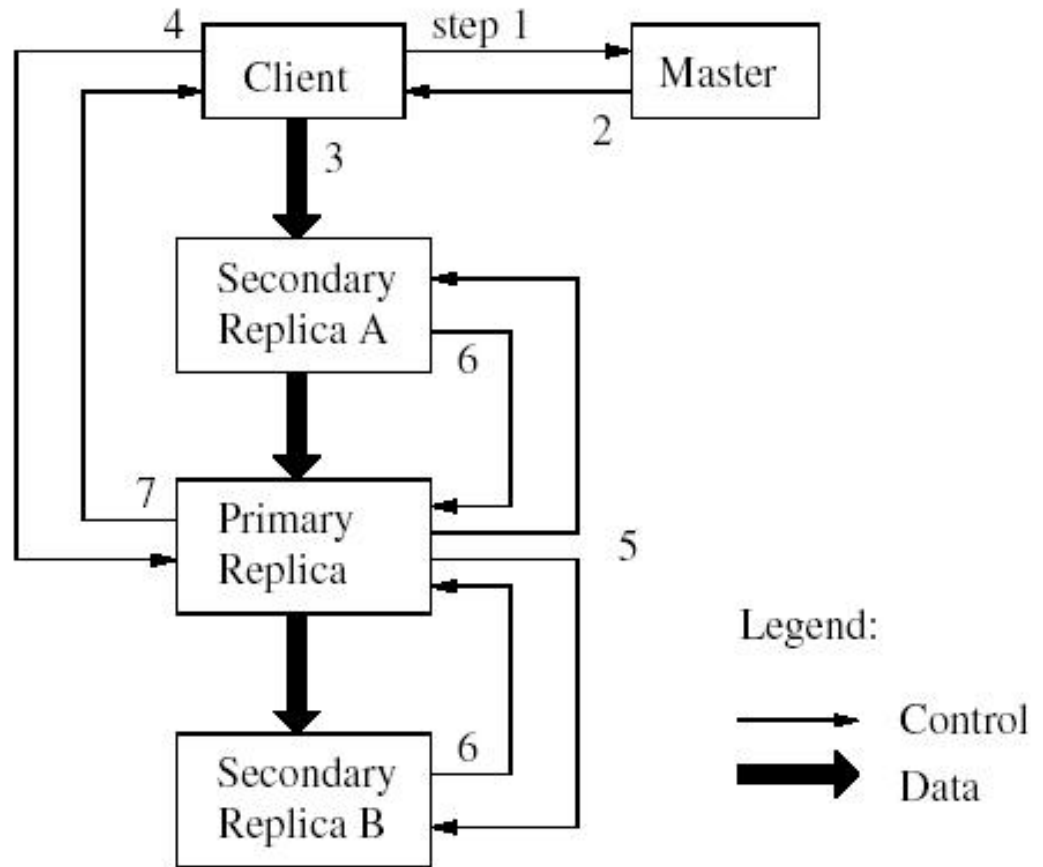 4
step 1
Client
Master
2
3
Secondary
Replica A
6
7
Primary
Replica
5
Legend:
Control
Data
6
Secondary
Replica B